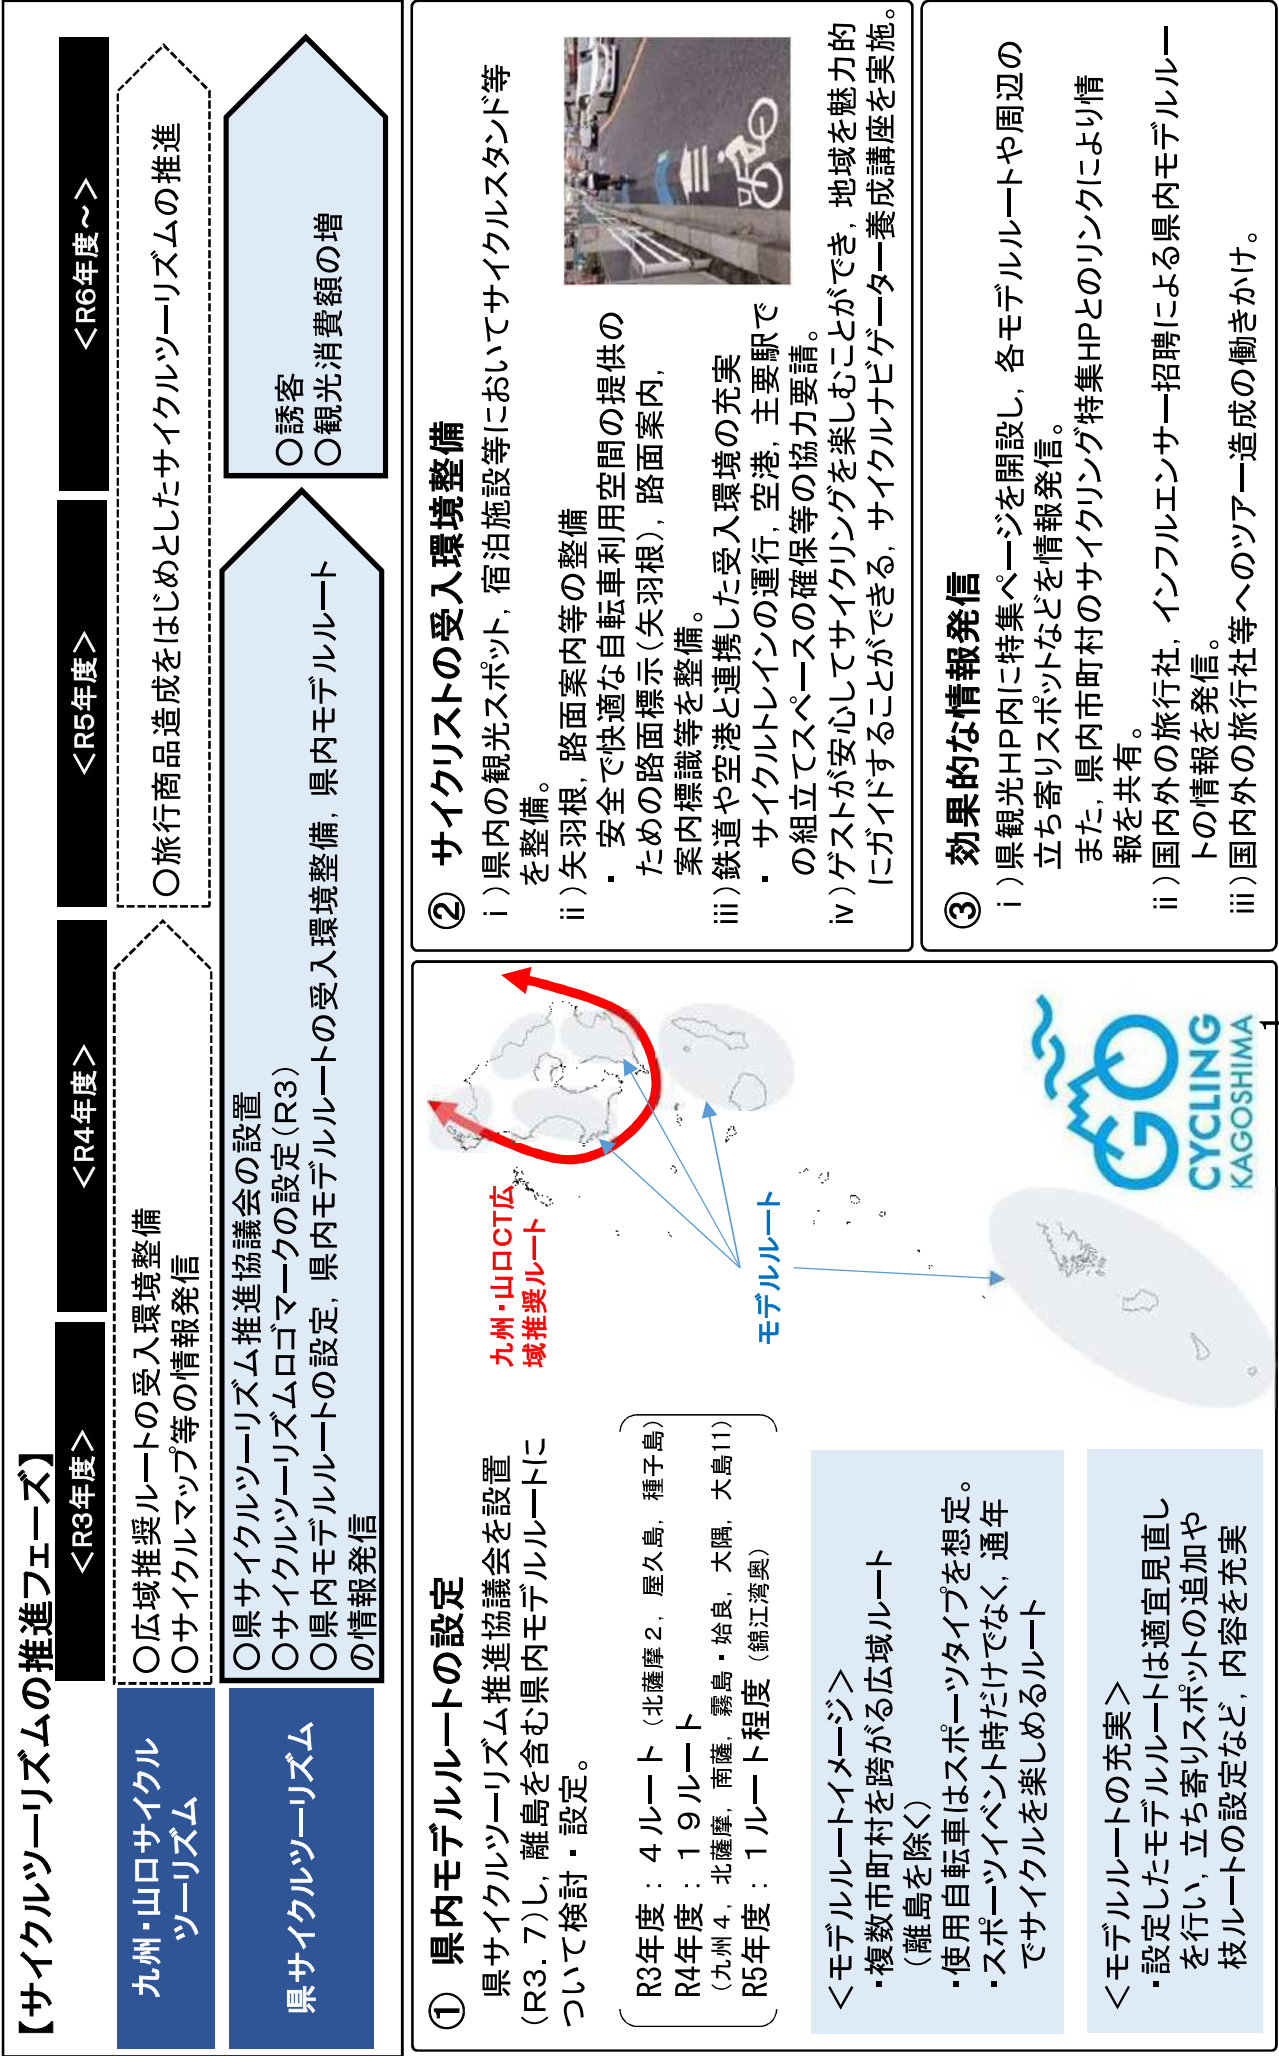 【サイクルツーリズムの推進フェーズ】
＜R3年度＞
＜R4年度＞
＜R5年度＞
＜R6年度～＞
九州・山口サイクル
ツーリズム
○広域推奨ルートの受入環境整備
○サイクルマップ等の情報発信
○旅行商品造成をはじめとしたサイクルツーリズムの推進
県サイクルツーリズム
○県サイクルツーリズム推進協議会の設置
○サイクルツーリズムロゴマークの設定（R3）
○県内モデルルートの設定，県内モデルルートの受入環境整備，県内モデルルート
の情報発信
○誘客
○観光消費額の増
① 県内モデルルートの設定
県サイクルツーリズム推進協議会を設置
（R3．7）し，離島を含む県内モデルルートに
ついて検討・設定。
R3年度：４ルート（北薩摩２，屋久島，種子島）
R4年度：１９ルート
（九州４，北薩摩，南薩，霧島・姶良，大隅，大島11）
R5年度：１ルート程度（錦江湾奥）
＜モデルルートイメージ＞
・複数市町村を跨がる広域ルート
（離島を除く）
・使用自転車はスポーツタイプを想定。
・スポーツイベント時だけでなく，通年
でサイクルを楽しめるルート
＜モデルルートの充実＞
・設定したモデルルートは適宜見直し
を行い，立ち寄りスポットの追加や
枝ルートの設定など，内容を充実
九州・山口CT広
域推奨ルート
モデルルート
GO
CYCLING
KAGOSHIMA
② サイクリストの受入環境整備
ⅰ）県内の観光スポット，宿泊施設等においてサイクルスタンド等
を整備。
ⅱ）矢羽根，路面案内等の整備
・ 安全で快適な自転車利用空間の提供の
ための路面標示（矢羽根），路面案内，
案内標識等を整備。
ⅲ）鉄道や空港と連携した受入環境の充実
・ サイクルトレインの運行，空港，主要駅で
の組立てスペースの確保等の協力要請。
ⅳ）ゲストが安心してサイクリングを楽しむことができ，地域を魅力的
にガイドすることができる，サイクルナビゲーター養成講座を実施。
③ 効果的な情報発信
ⅰ）県観光HP内に特集ページを開設し，各モデルルートや周辺の
立ち寄りスポットなどを情報発信。
また，県内市町村のサイクリング特集HPとのリンクにより情
報を共有。
ⅱ）国内外の旅行社，インフルエンサー招聘による県内モデルルー
トの情報を発信。
ⅲ）国内外の旅行社等へのツアー造成の働きかけ。
1